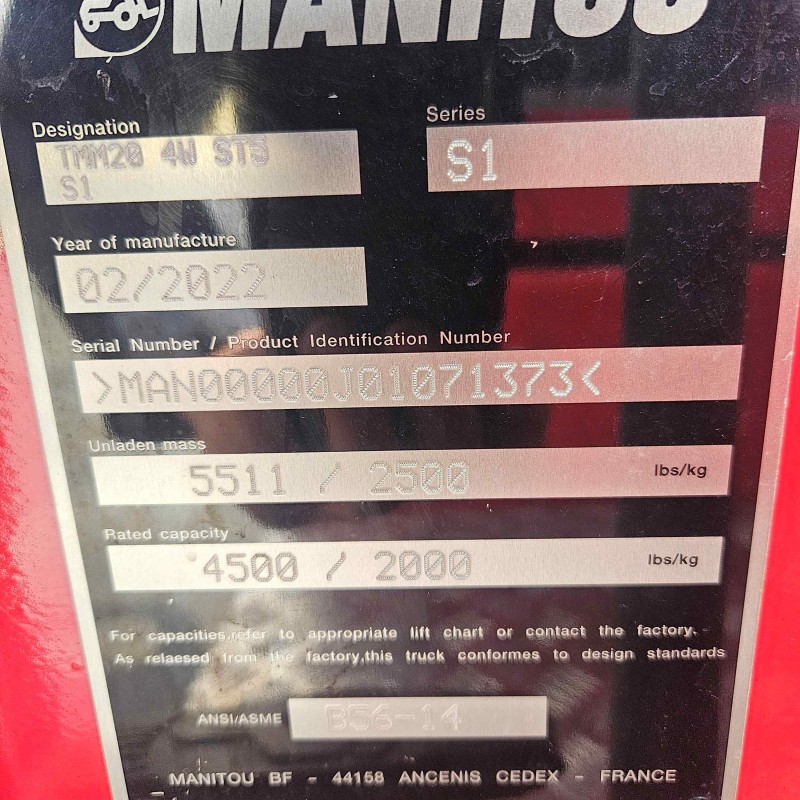 MANITOU
Designation
TMM20 4W ST5
S1
Series
S1
Year of manufacture
02/2022
Serial Number / Product Identification Number
>MAN00000J01071373<
Unladen mass
5511 / 2500 lbs/kg
Rated capacity
4500 / 2000 lbs/kg
For capacities,refer to appropriate lift chart or contact the factory.
As relaesed from the factory,this truck conformes to design standards
ANSI/ASME B56-14
MANITOU BF - 44158 ANCENIS CEDEX - FRANCE